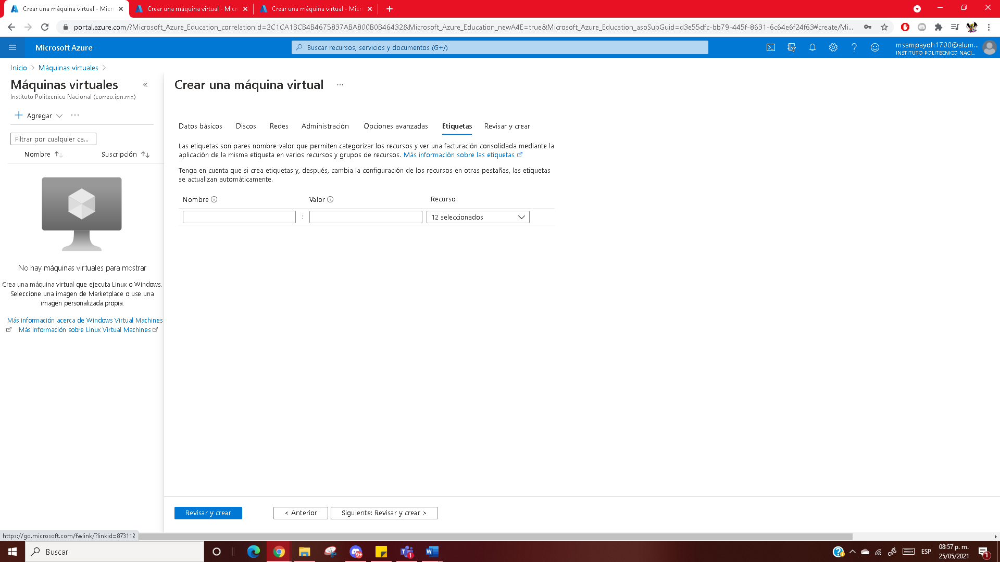 Crear una máquina virtual - Micr
Crear una máquina virtual - Micr
Crear una máquina virtual - Micr
portal.azure.com/?Microsoft_Azure_Education_correlationId=2C1CA1BCB4B4675837ABA800B0B46432&Microsoft_Azure_Education_newA4E=true&Microsoft_Azure_Education_asoSubGuid=d3e55dfc-bb79-445f-8631-6c64e6f24f63#create/Mi...
Microsoft Azure
Buscar recursos, servicios y documentos (G+/)
msampayoh1700@alum...
INSTITUTO POLITECNICO NACI...
Inicio > Máquinas virtuales >
Máquinas virtuales
«
Instituto Politecnico Nacional (correo.ipn.mx)
+ Agregar ···
Filtrar por cualquier ca...
Nombre ↑↓ Suscripción ↑↓
No hay máquinas virtuales para mostrar
Crea una máquina virtual que ejecuta Linux o Windows.
Seleccione una imagen de Marketplace o use una
imagen personalizada propia.
Más información acerca de Windows Virtual Machines
Más información sobre Linux Virtual Machines
Crear una máquina virtual ...
Datos básicos Discos Redes Administración Opciones avanzadas Etiquetas Revisar y crear
Las etiquetas son pares nombre-valor que permiten categorizar los recursos y ver una facturación consolidada mediante la
aplicación de la misma etiqueta en varios recursos y grupos de recursos. Más información sobre las etiquetas
Tenga en cuenta que si crea etiquetas y, después, cambia la configuración de los recursos en otras pestañas, las etiquetas
se actualizan automáticamente.
Nombre Valor Recurso
: 12 seleccionados
Revisar y crear < Anterior Siguiente: Revisar y crear >
https://go.microsoft.com/fwlink/?linkid=873112
Buscar
9+
1
ESP
08:57 p. m.
25/05/2021
1